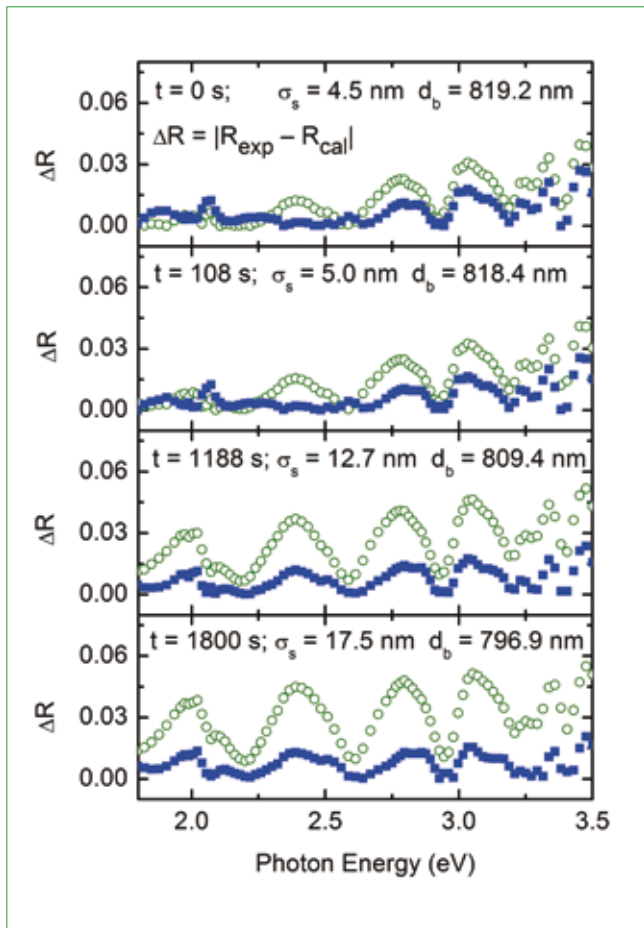 t = 0 s; σs = 4.5 nm db = 819.2 nm
ΔR = |Rexp – Rcal|
0.06
0.03
0.00
ΔR
t = 108 s; σs = 5.0 nm db = 818.4 nm
0.06
0.03
0.00
ΔR
t = 1188 s; σs = 12.7 nm db = 809.4 nm
0.06
0.03
0.00
ΔR
t = 1800 s; σs = 17.5 nm db = 796.9 nm
0.06
0.03
0.00
ΔR
2.0 2.5 3.0 3.5
Photon Energy (eV)